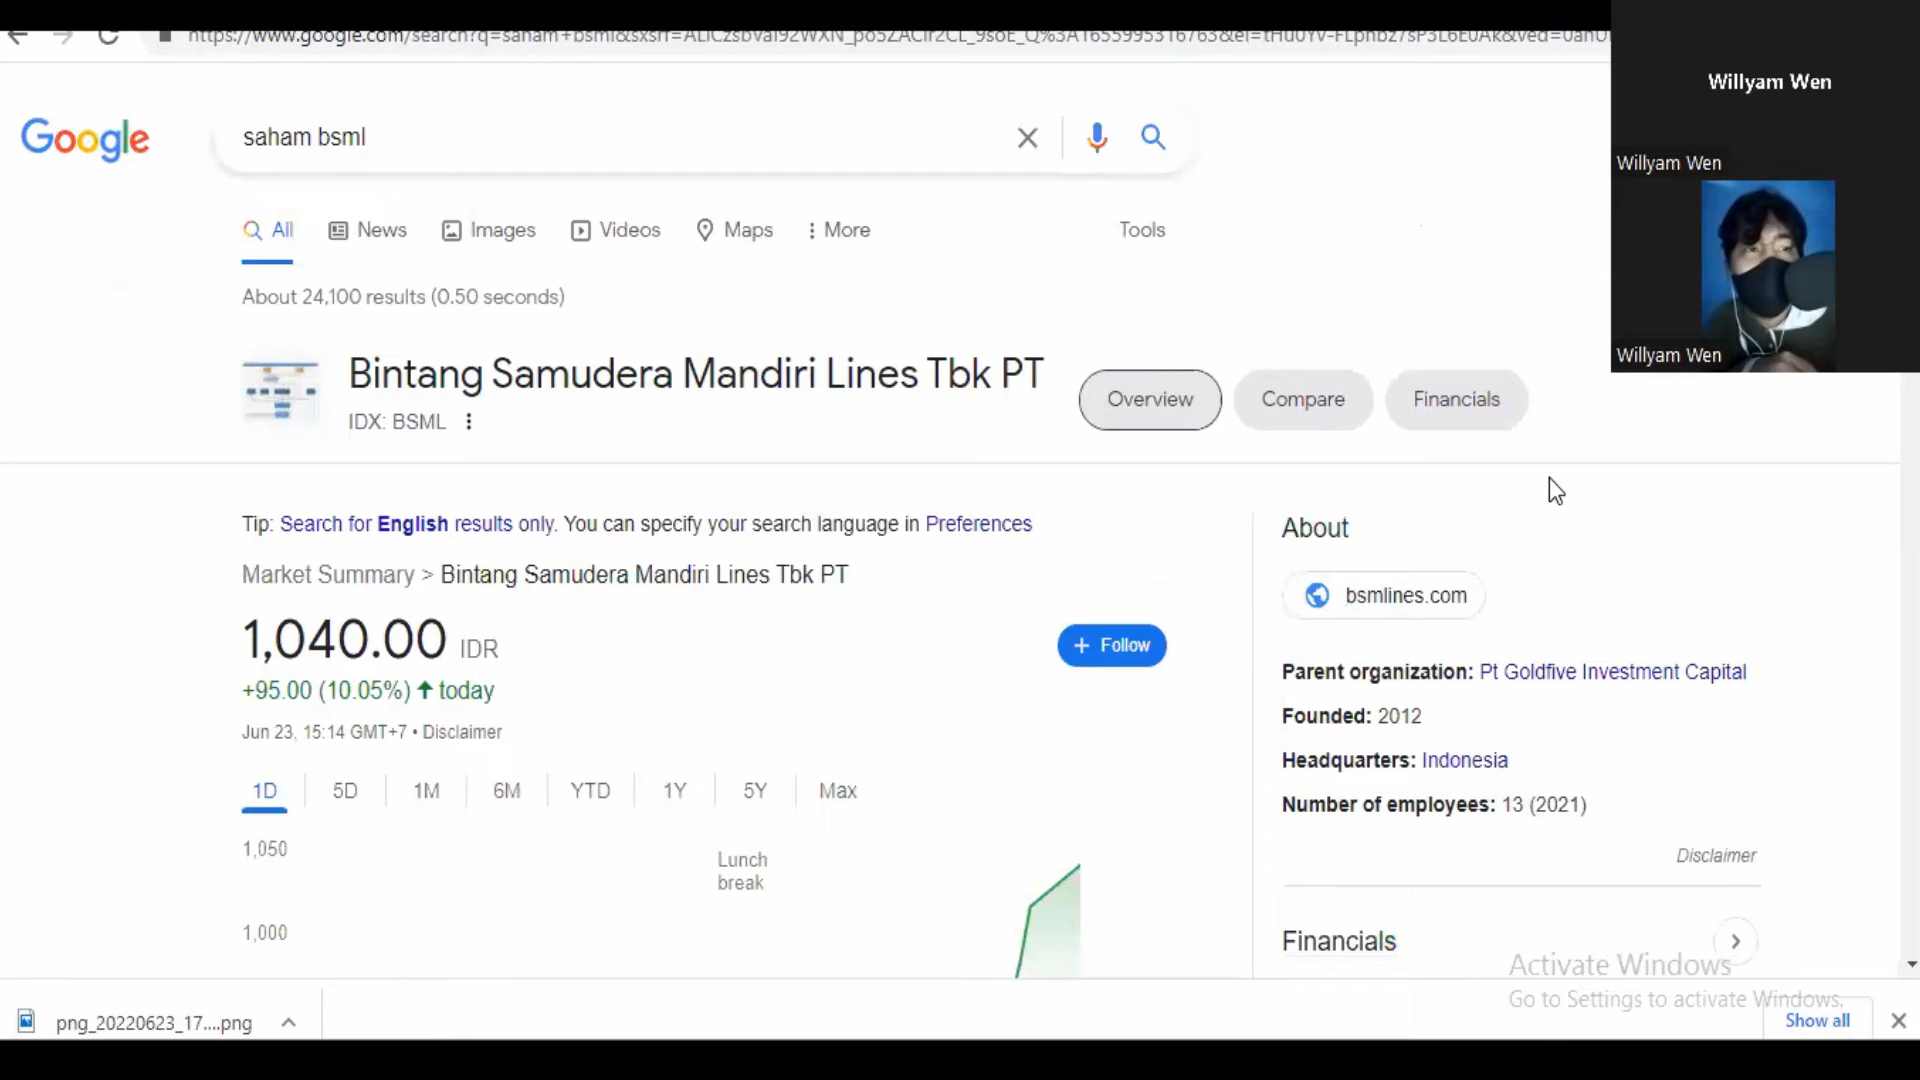 Willyam Wen
Willyam Wen
Willyam Wen
Google
saham bsml
All News Images Videos Maps More Tools
About 24,100 results (0.50 seconds)
Bintang Samudera Mandiri Lines Tbk PT
IDX: BSML
Overview Compare Financials
Tip: Search for English results only. You can specify your search language in Preferences
Market Summary > Bintang Samudera Mandiri Lines Tbk PT
1,040.00 IDR
+95.00 (10.05%) today
Jun 23, 15:14 GMT+7 • Disclaimer
Follow
1D 5D 1M 6M YTD 1Y 5Y Max
1,050
Lunch
break
1,000
About
bsmlines.com
Parent organization: Pt Goldfive Investment Capital
Founded: 2012
Headquarters: Indonesia
Number of employees: 13 (2021)
Disclaimer
Financials
Activate Windows
Go to Settings to activate Windows.
png_20220623_17....png
Show all